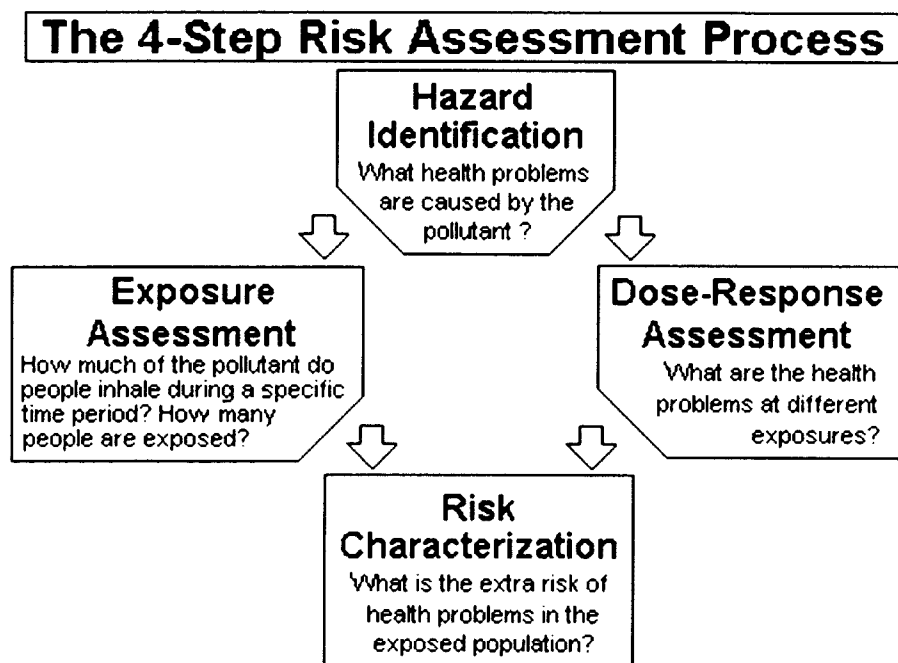 The 4-Step Risk Assessment Process
Hazard
Identification
What health problems
are caused by the
pollutant ?
Exposure
Assessment
How much of the pollutant do
people inhale during a specific
time period? How many
people are exposed?
Dose-Response
Assessment
What are the health
problems at different
exposures?
Risk
Characterization
What is the extra risk of
health problems in the
exposed population?